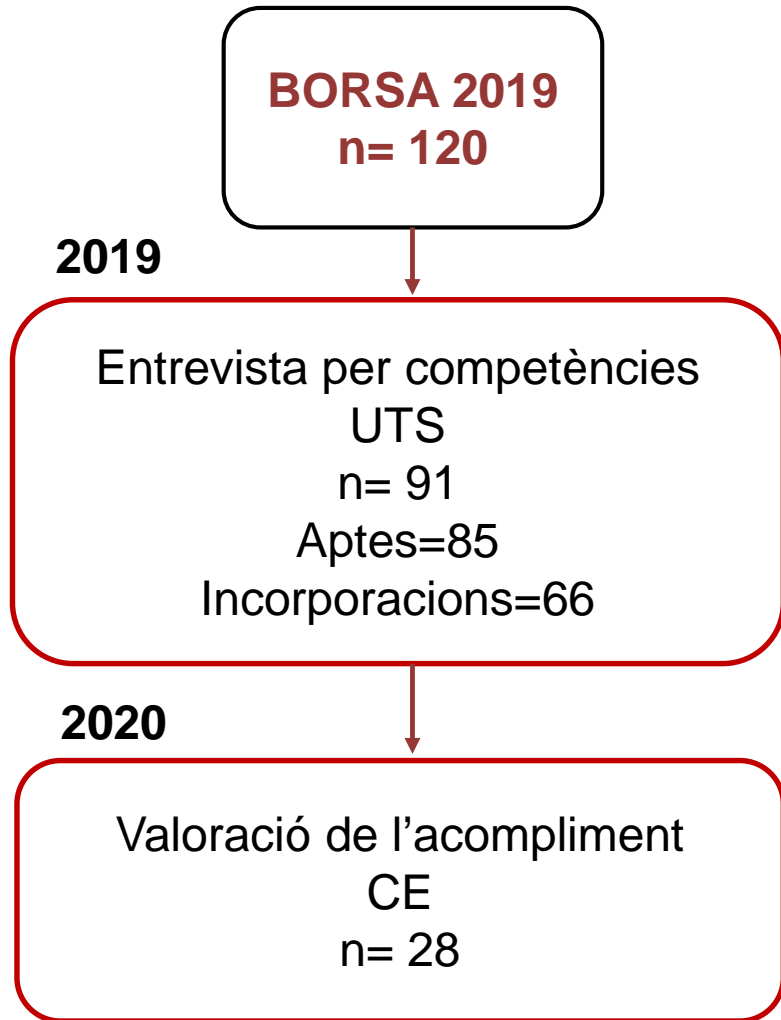 BORSA 2019
n= 120
2019
Entrevista per competències
UTS
n= 91
Aptes=85
Incorporacions=66
2020
Valoració de l’acompliment
CE
n= 28